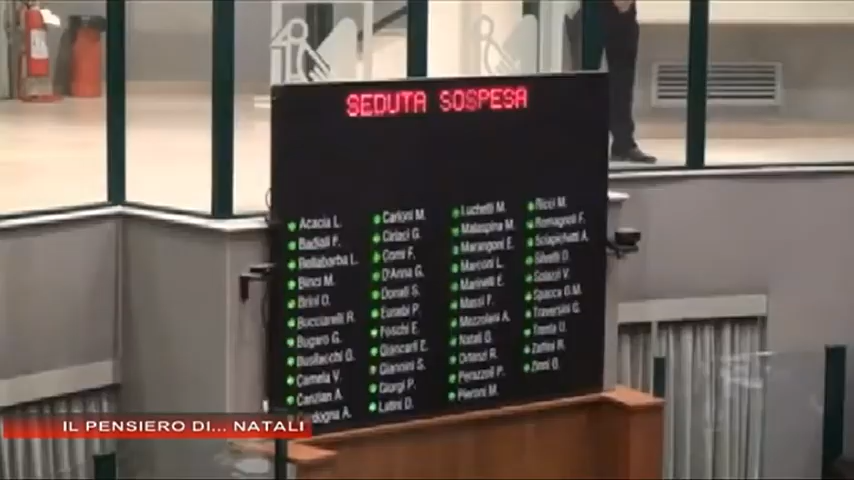 SEDUTA SOSPESA
Acacia L.
Badiali F.
Bellabarba L.
Binci M.
Brini O.
Bucciarelli R.
Bugaro G.
Busilacchi G.
Camela V.
Canzian A.
Cardogna A.
Carloni M.
Ciriaci G.
Comi F.
D'Anna G.
Donati S.
Eusebi P.
Foschi E.
Giancarli E.
Giannini S.
Giorgi P.
Latini D.
Luchetti M.
Malaspina M.
Marangoni E.
Marconi L.
Marinelli E.
Massi F.
Mezzolani A.
Natali G.
Ortenzi R.
Perazzoli P.
Pieroni M.
Ricci M.
Romagnoli F.
Sciapichetti A.
Silvetti D.
Solazzi V.
Spacca G.M.
Traversini G.
Trenta U.
Zaffini R.
Zinni G.
IL PENSIERO DI... NATALI